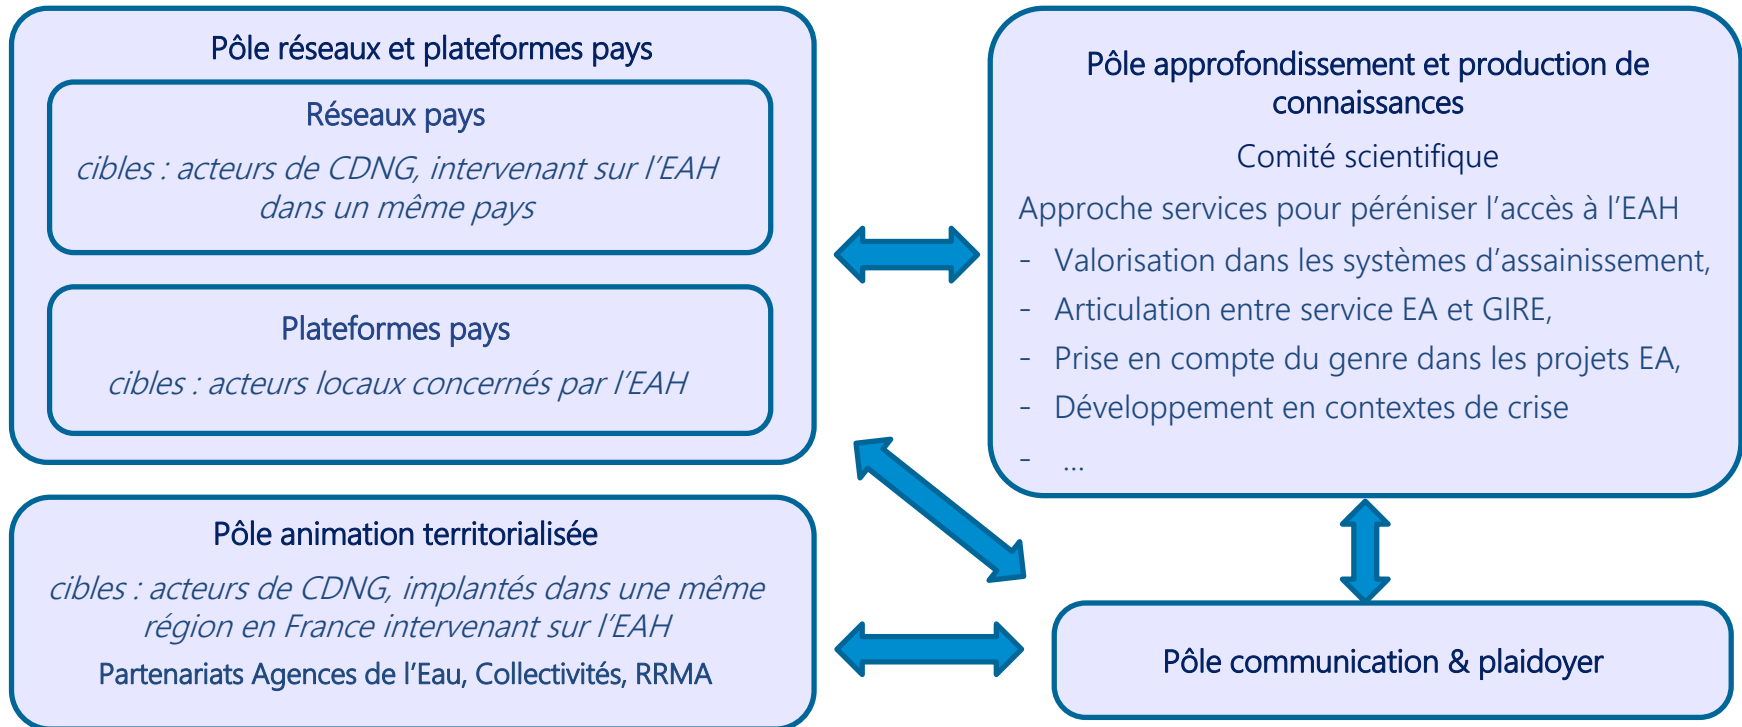 Pôle réseaux et plateformes pays
Réseaux pays
cibles : acteurs de CDNG, intervenant sur l'EAH
dans un même pays
Plateformes pays
cibles : acteurs locaux concernés par l'EAH
Pôle animation territorialisée
cibles : acteurs de CDNG, implantés dans une même
région en France intervenant sur l'EAH
Partenariats Agences de l'Eau, Collectivités, RRMA
Pôle approfondissement et production de
connaissances
Comité scientifique
Approche services pour péréniser l'accès à l'EAH
- Valorisation dans les systèmes d'assainissement,
- Articulation entre service EA et GIRE,
- Prise en compte du genre dans les projets EA,
- Développement en contextes de crise
- ...
Pôle communication & plaidoyer